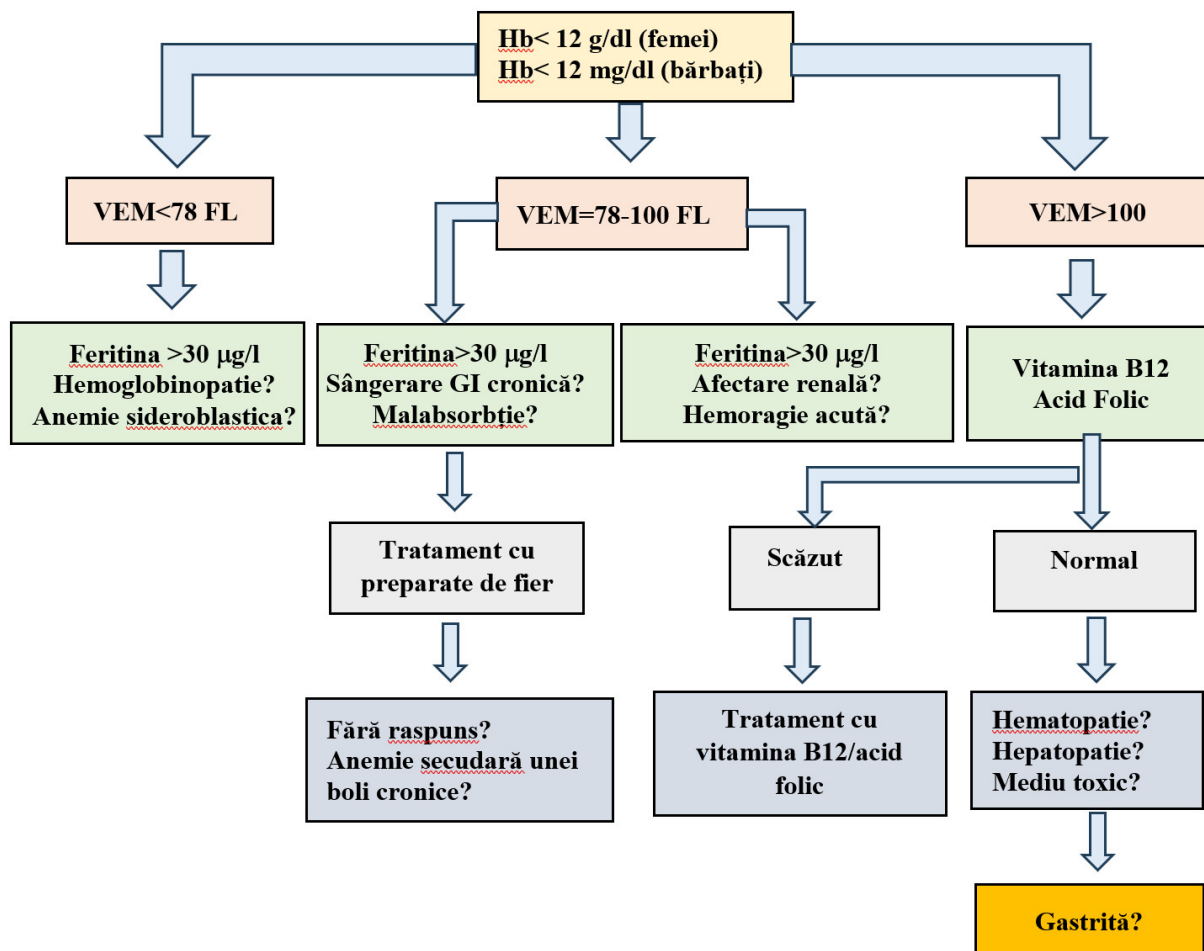 Hb< 12 g/dl (femei)
Hb< 12 mg/dl (bărbați)
VEM<78 FL
VEM=78-100 FL
VEM>100
Feritina >30 µg/l
Hemoglobinopatie?
Anemie sideroblastica?
Feritina>30 µg/l
Sângerare GI cronică?
Malabsorbție?
Feritina>30 µg/l
Afectare renală?
Hemoragie acută?
Vitamina B12
Acid Folic
Tratament cu
preparate de fier
Scăzut
Normal
Fără raspuns?
Anemie secudară unei
boli cronice?
Tratament cu
vitamina B12/acid
folic
Hematopatie?
Hepatopatie?
Mediu toxic?
Gastrită?